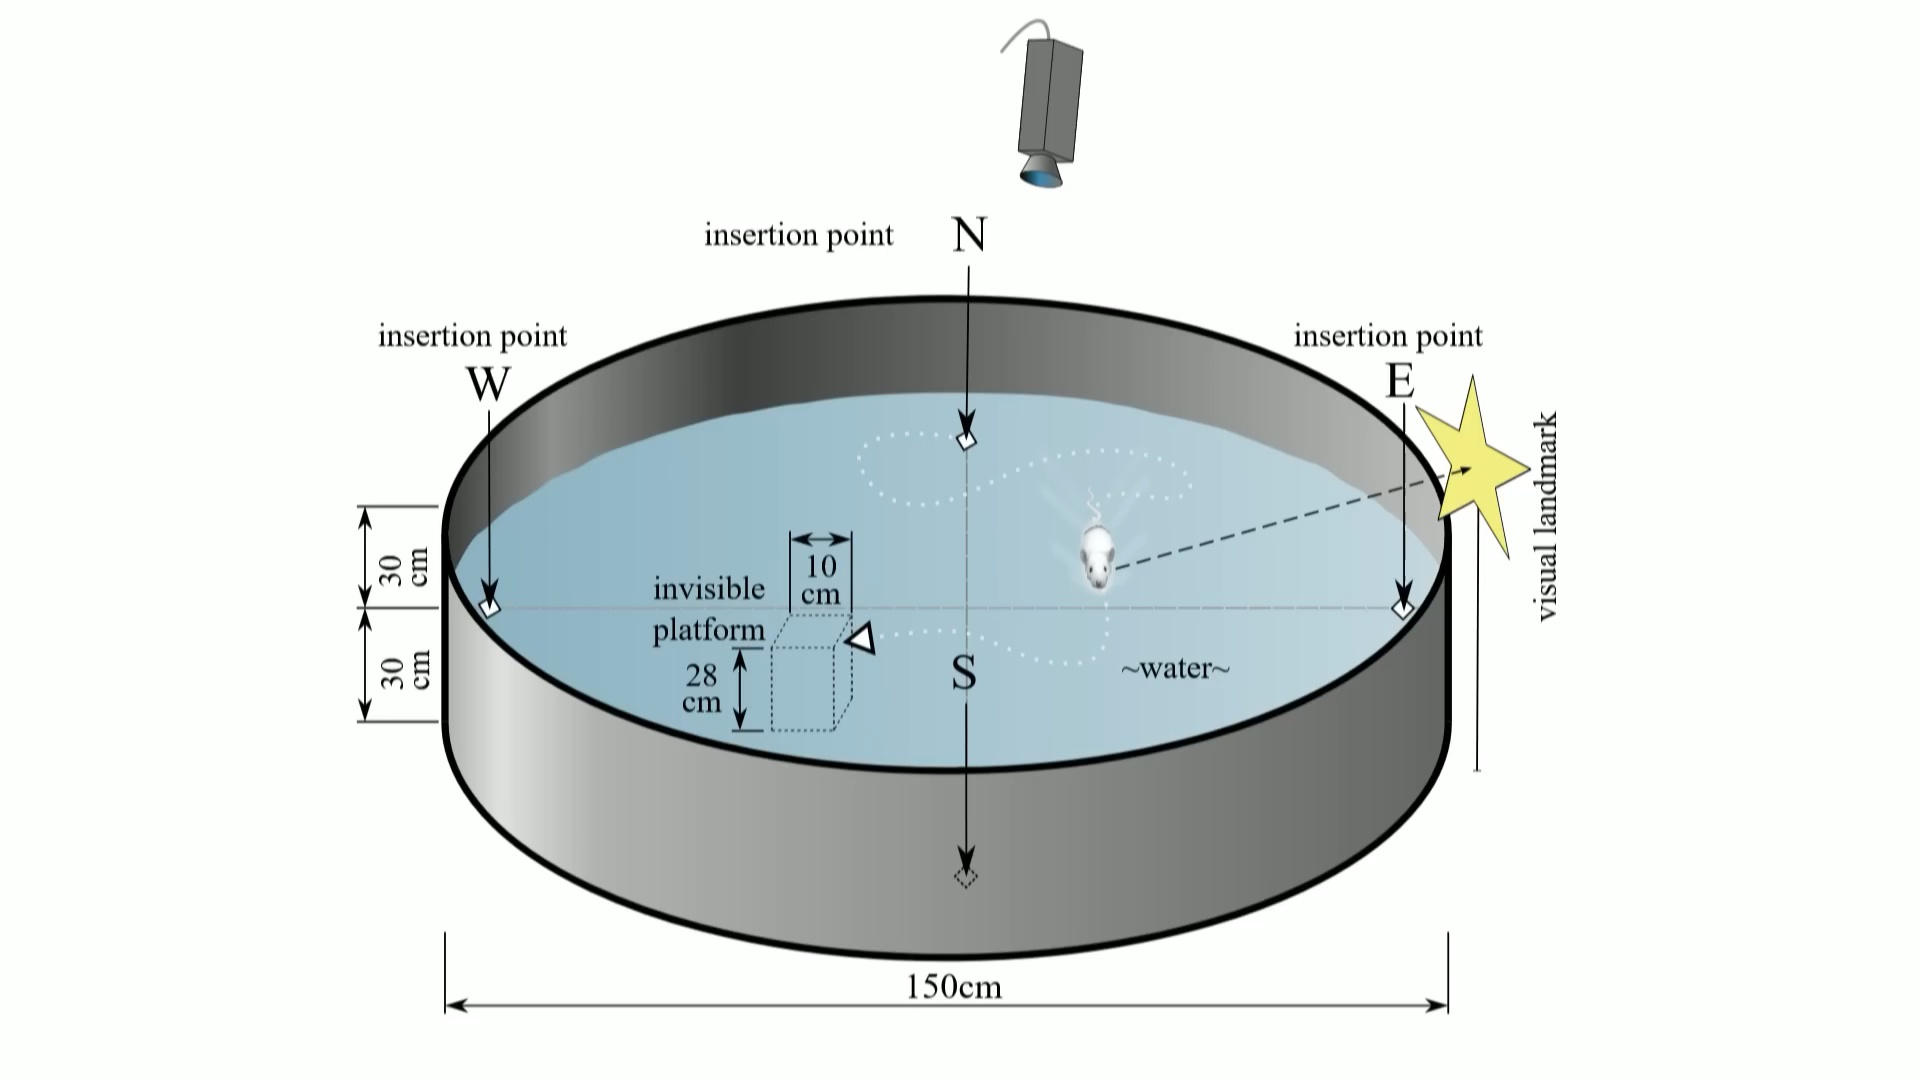 insertion point N
insertion point
W
insertion point
E
visual landmark
30
cm
30
cm
10
cm
invisible
platform
28
cm
S
~water~
150cm